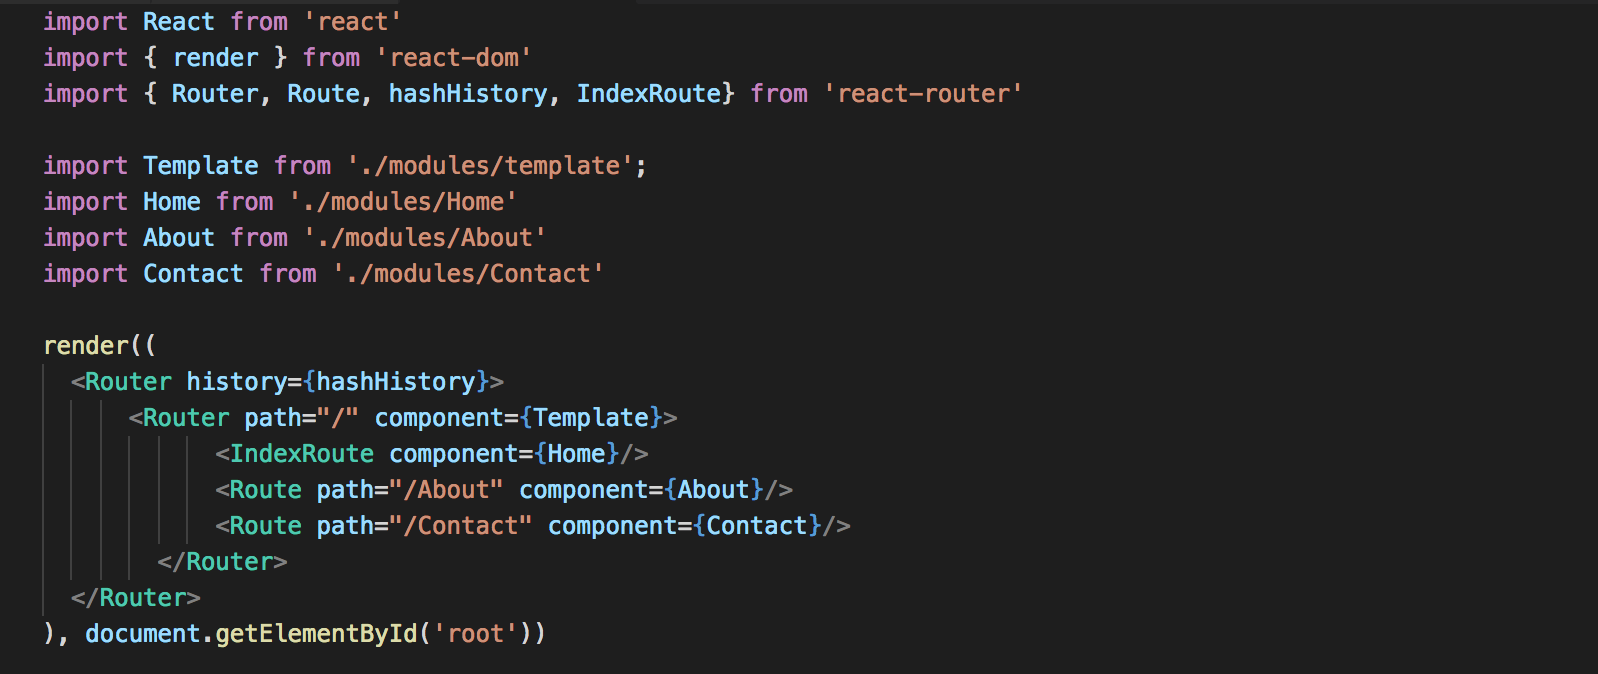 import React from 'react'
import { render } from 'react-dom'
import { Router, Route, hashHistory, IndexRoute} from 'react-router'
import Template from './modules/template';
import Home from './modules/Home'
import About from './modules/About'
import Contact from './modules/Contact'
render((
<Router history={hashHistory}>
<Router path="/" component={Template}>
<IndexRoute component={Home}/>
<Route path="/About" component={About}/>
<Route path="/Contact" component={Contact}/>
</Router>
</Router>
), document.getElementById('root'))